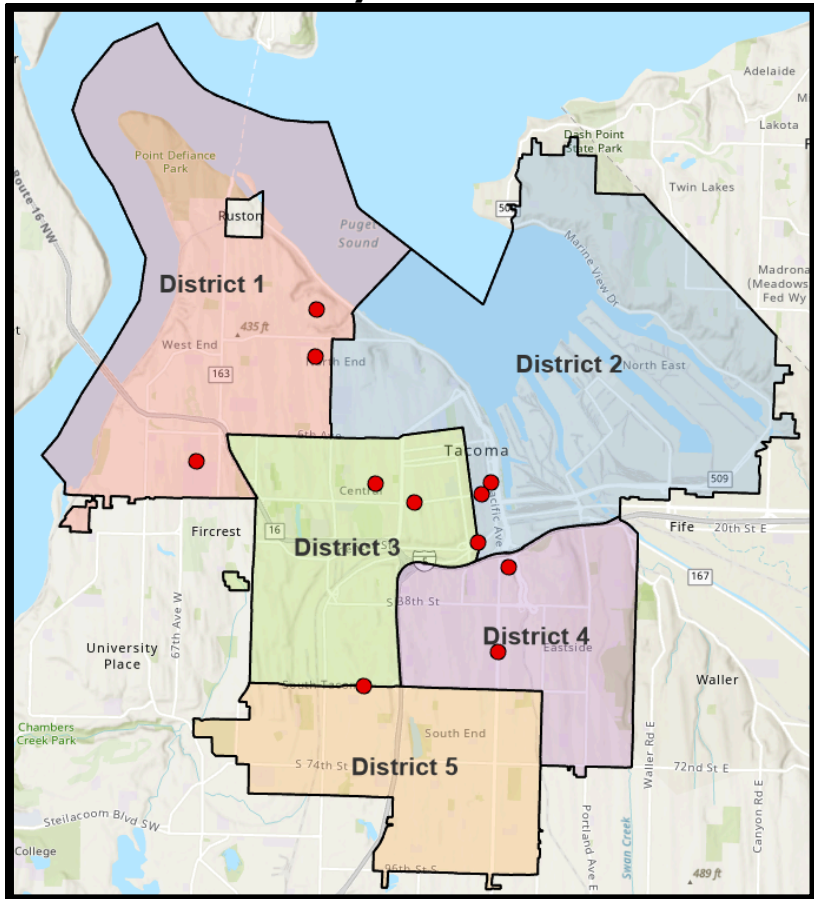 Adelaide
Lakota
Dash Point
State Park
Point Defiance
Park
Twin Lakes
Route 16 NW
Ruston
Puget
Sound
Marine View Dr
Madrona
(Meadows
Fed Wy
District 1
435 ft
West End
North End
District 2
North East
163
6th Ave
Tacoma
509
Central
Pacific Ave
Fircrest
16
Fife
20th St E
District 3
167
S 38th St
67th Ave W
University
Place
District 4
Eastside
Waller
South Tacoma
Chambers
Creek Park
South End
S 74th St
District 5
72nd St E
Waller Rd E
Steilacoom Blvd SW
Portland Ave E
Swan Creek
Canyon Rd E
College
96th St S
489 ft